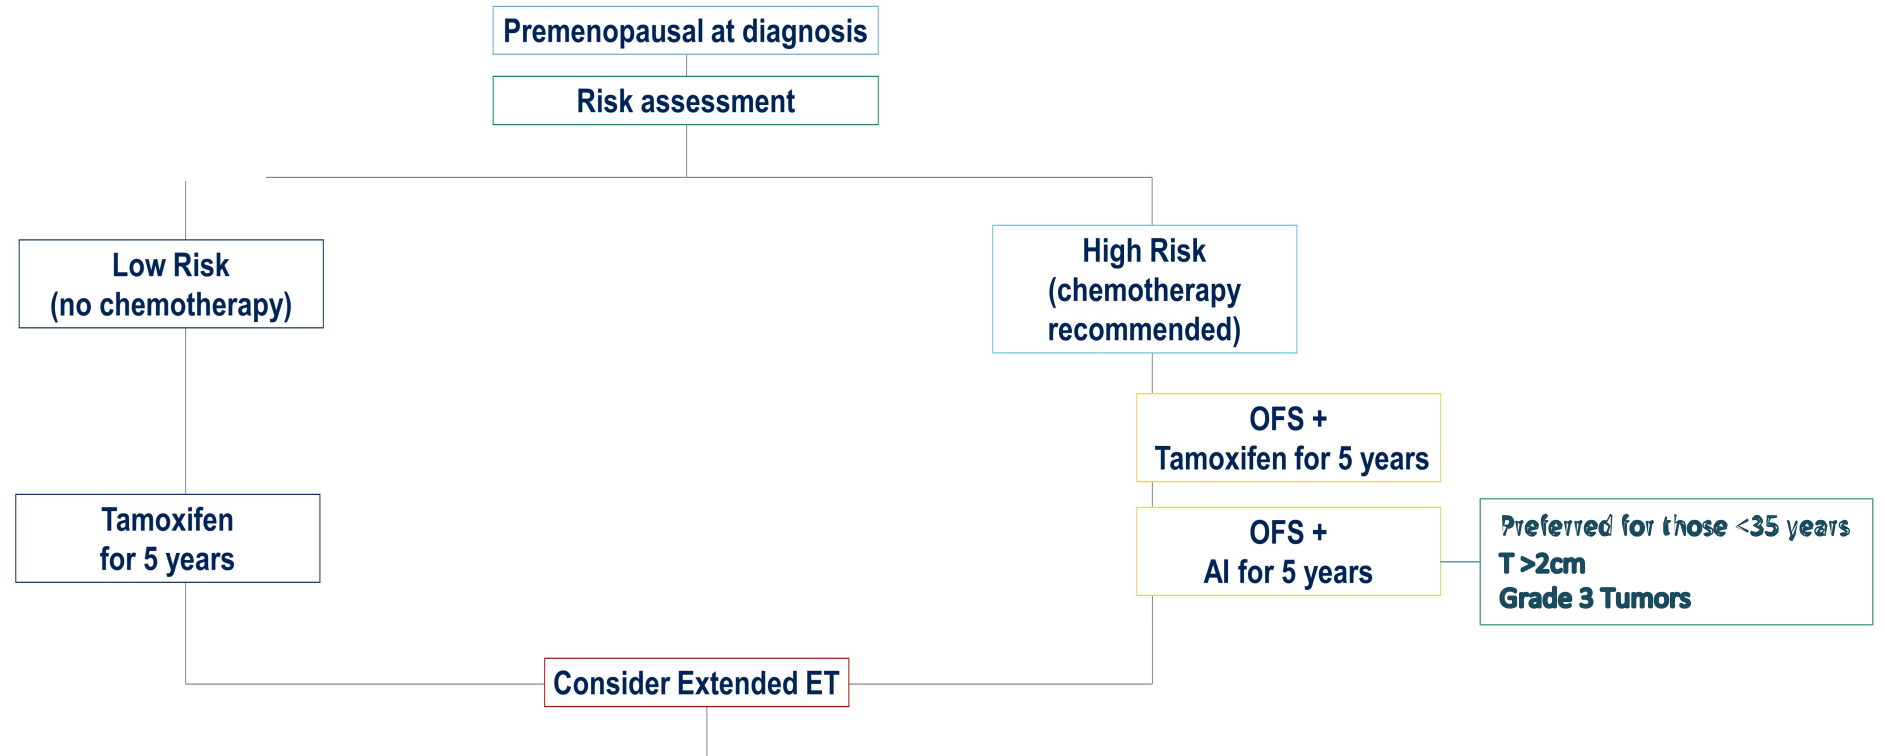 Premenopausal at diagnosis
Risk assessment
Low Risk
(no chemotherapy)
High Risk
(chemotherapy
recommended)
OFS +
Tamoxifen for 5 years
Tamoxifen
for 5 years
OFS +
AI for 5 years
Preferred for those <35 years
T >2cm
Grade 3 Tumors
Consider Extended ET